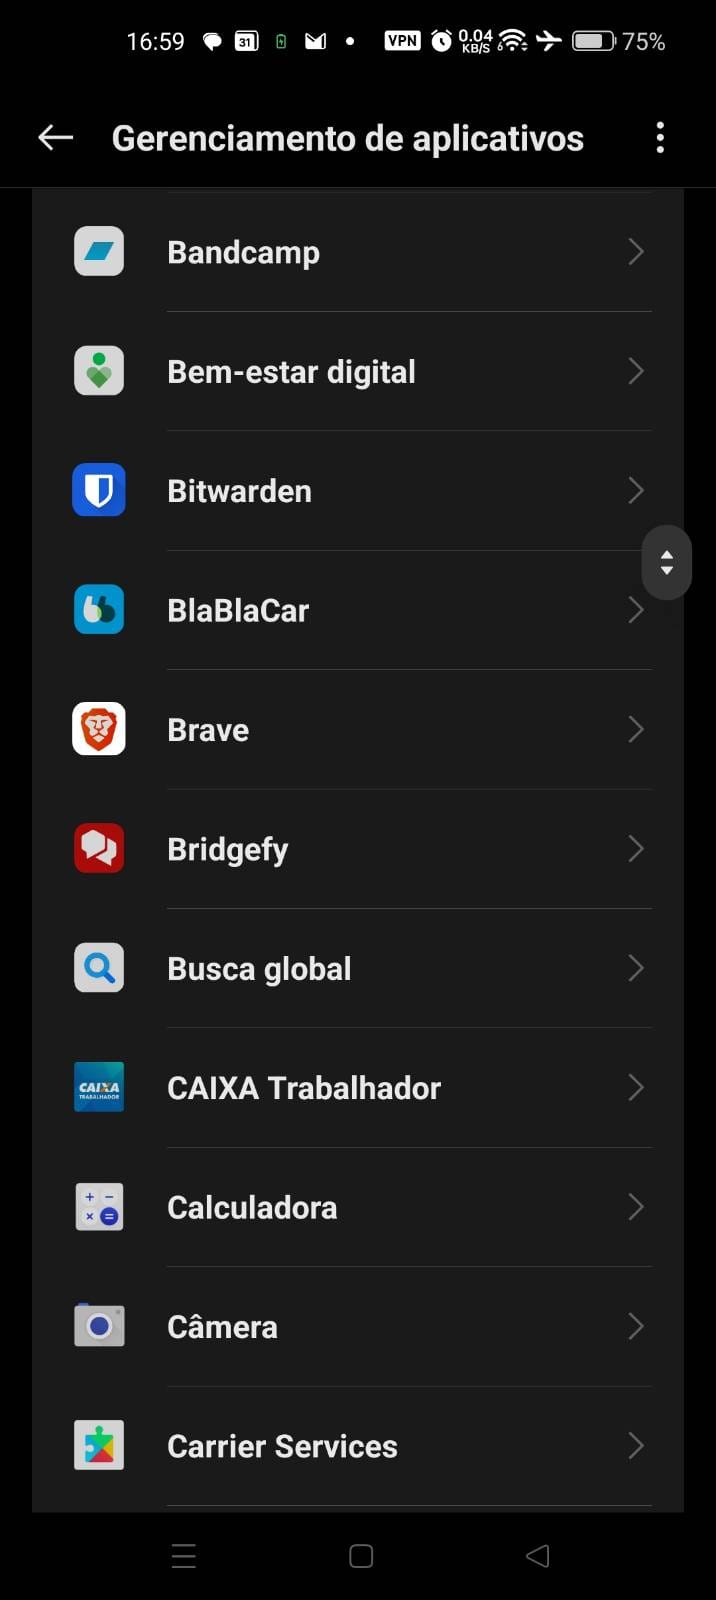 16:59 31 VPN 0.04 KB/S 6 75%
Gerenciamento de aplicativos
Bandcamp
Bem-estar digital
Bitwarden
BlaBlaCar
Brave
Bridgefy
Busca global
CAIXA TRABALHADOR
CAIXA Trabalhador
Calculadora
Câmera
Carrier Services